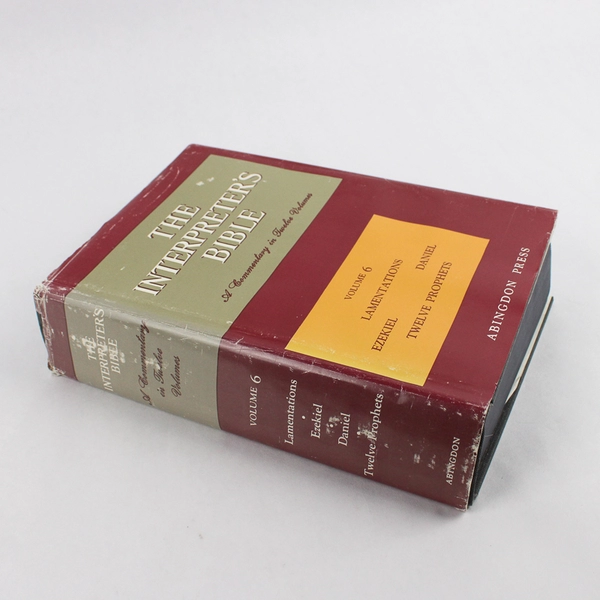 THE
INTERPRETER'S
BIBLE
A Commentary in Twelve Volumes
VOLUME 6
LAMENTATIONS
EZEKIEL DANIEL
TWELVE PROPHETS
ABINGDON PRESS
THE
INTERPRETER'S
BIBLE
A Commentary
in Twelve
Volumes
VOLUME 6
Lamentations
Ezekiel
Daniel
Twelve Prophets
ABINGDON